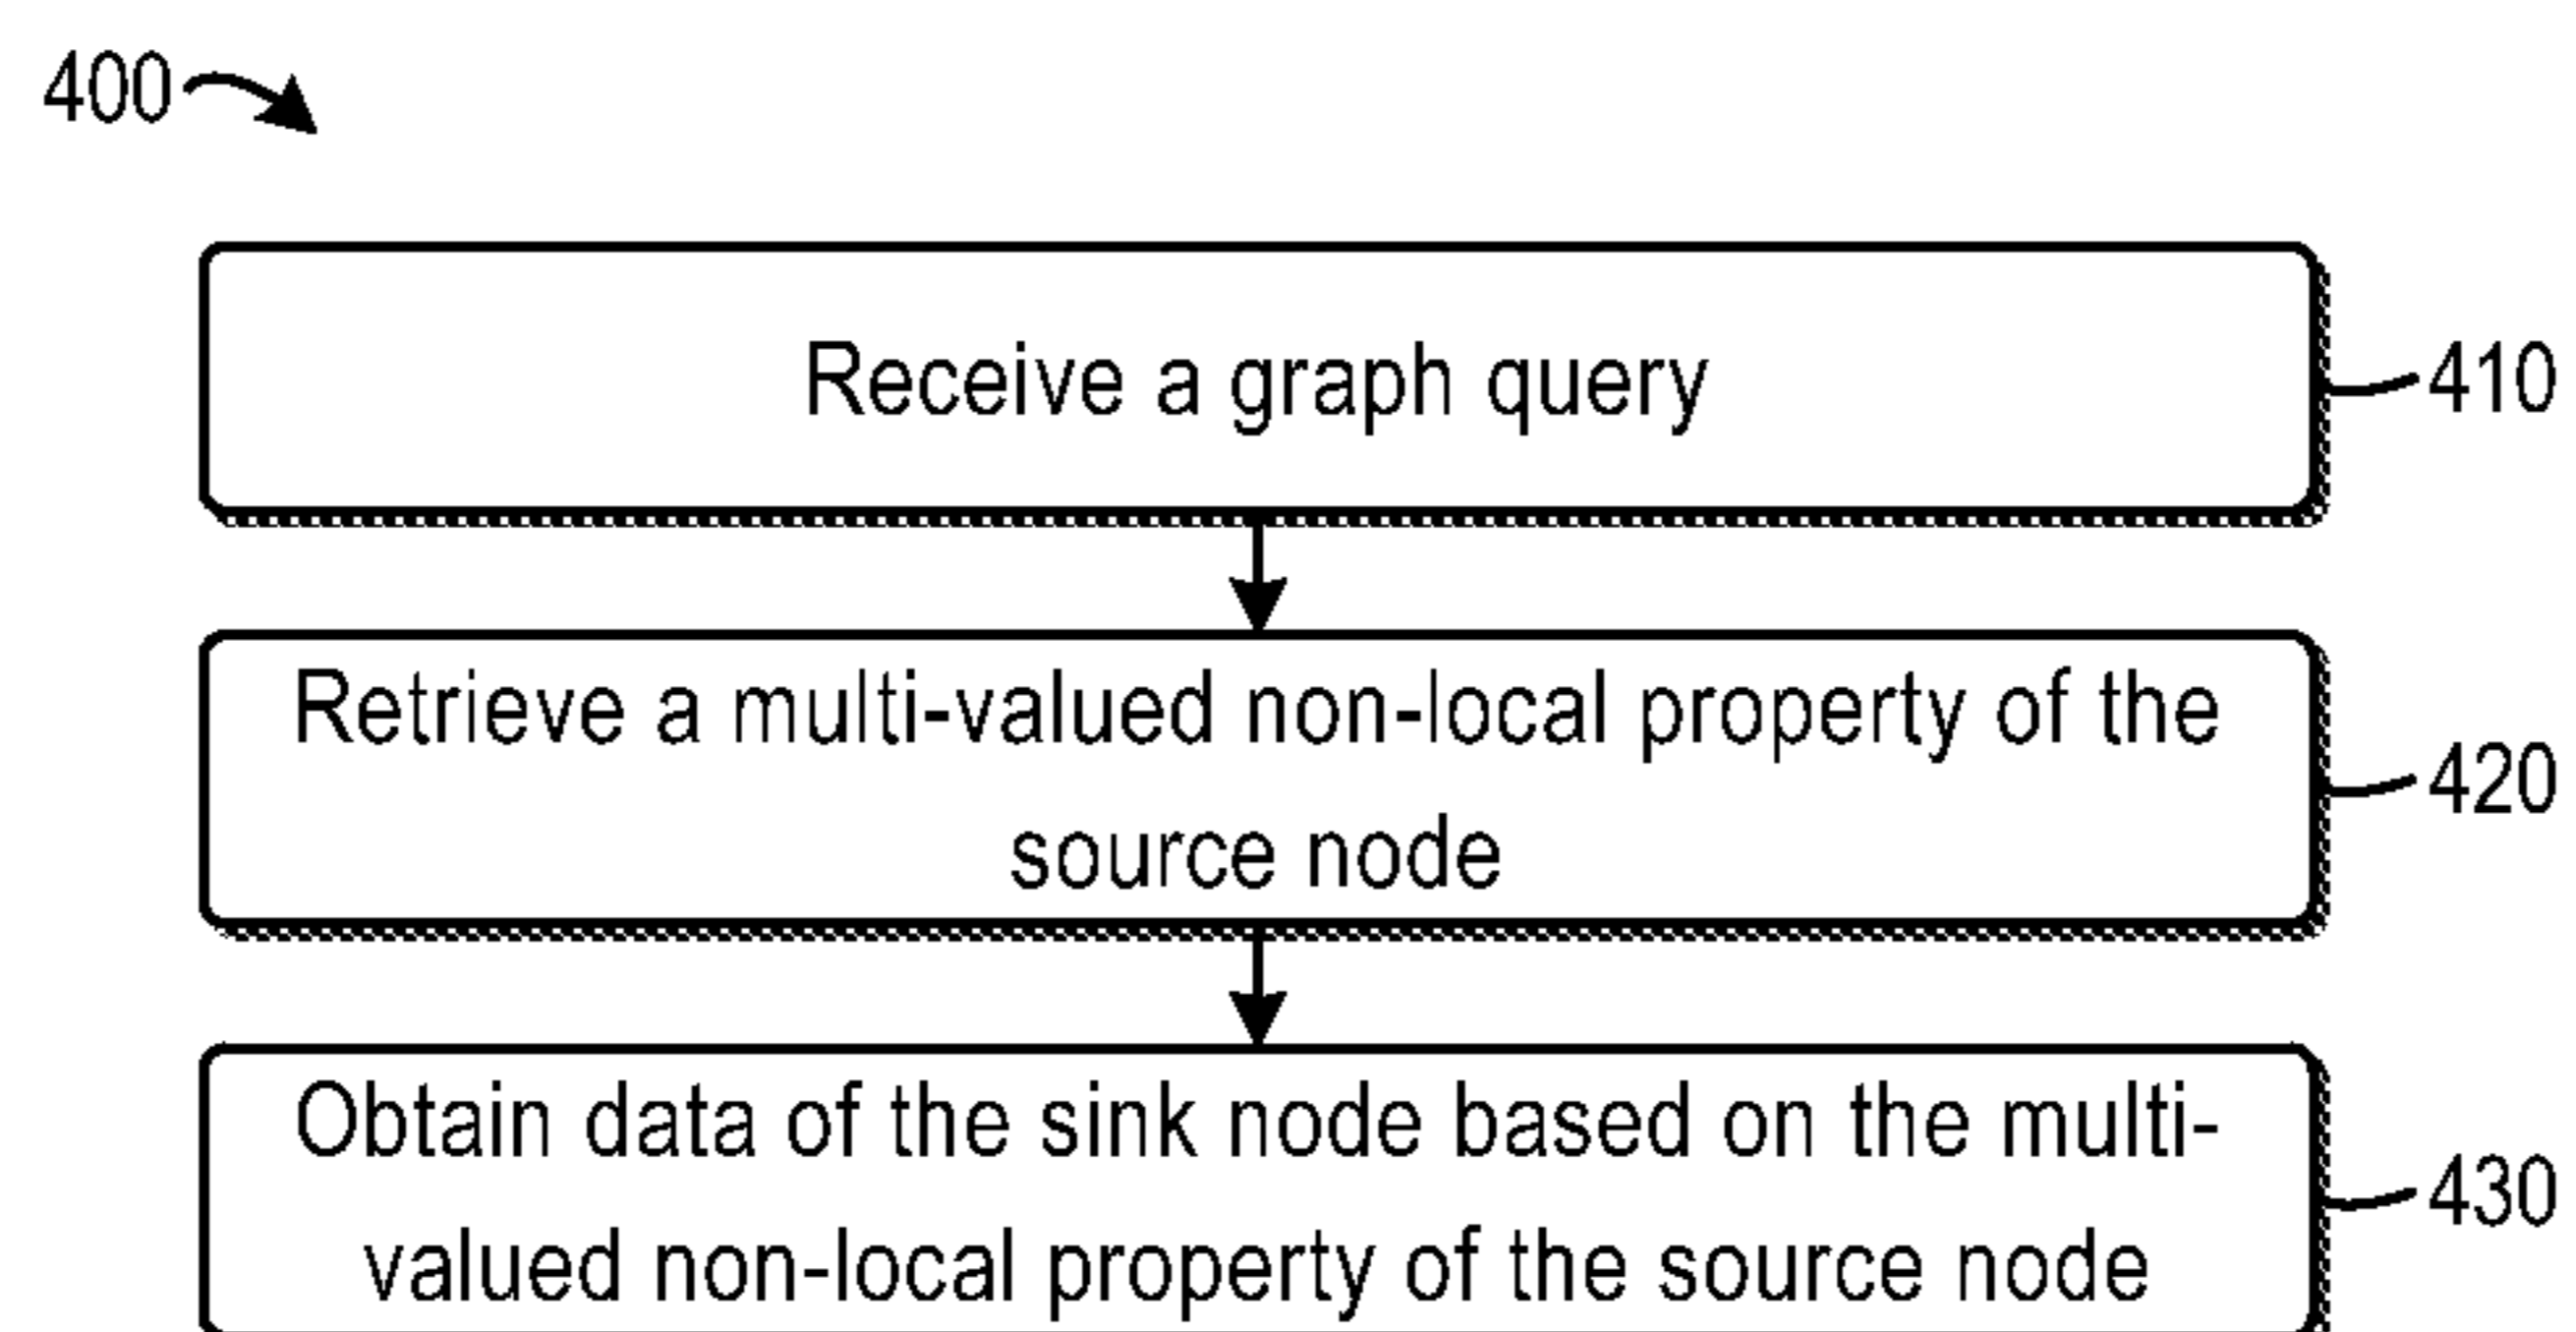 400
Receive a graph query
410
Retrieve a multi-valued non-local property of the
source node
420
Obtain data of the sink node based on the multi-
valued non-local property of the source node
430